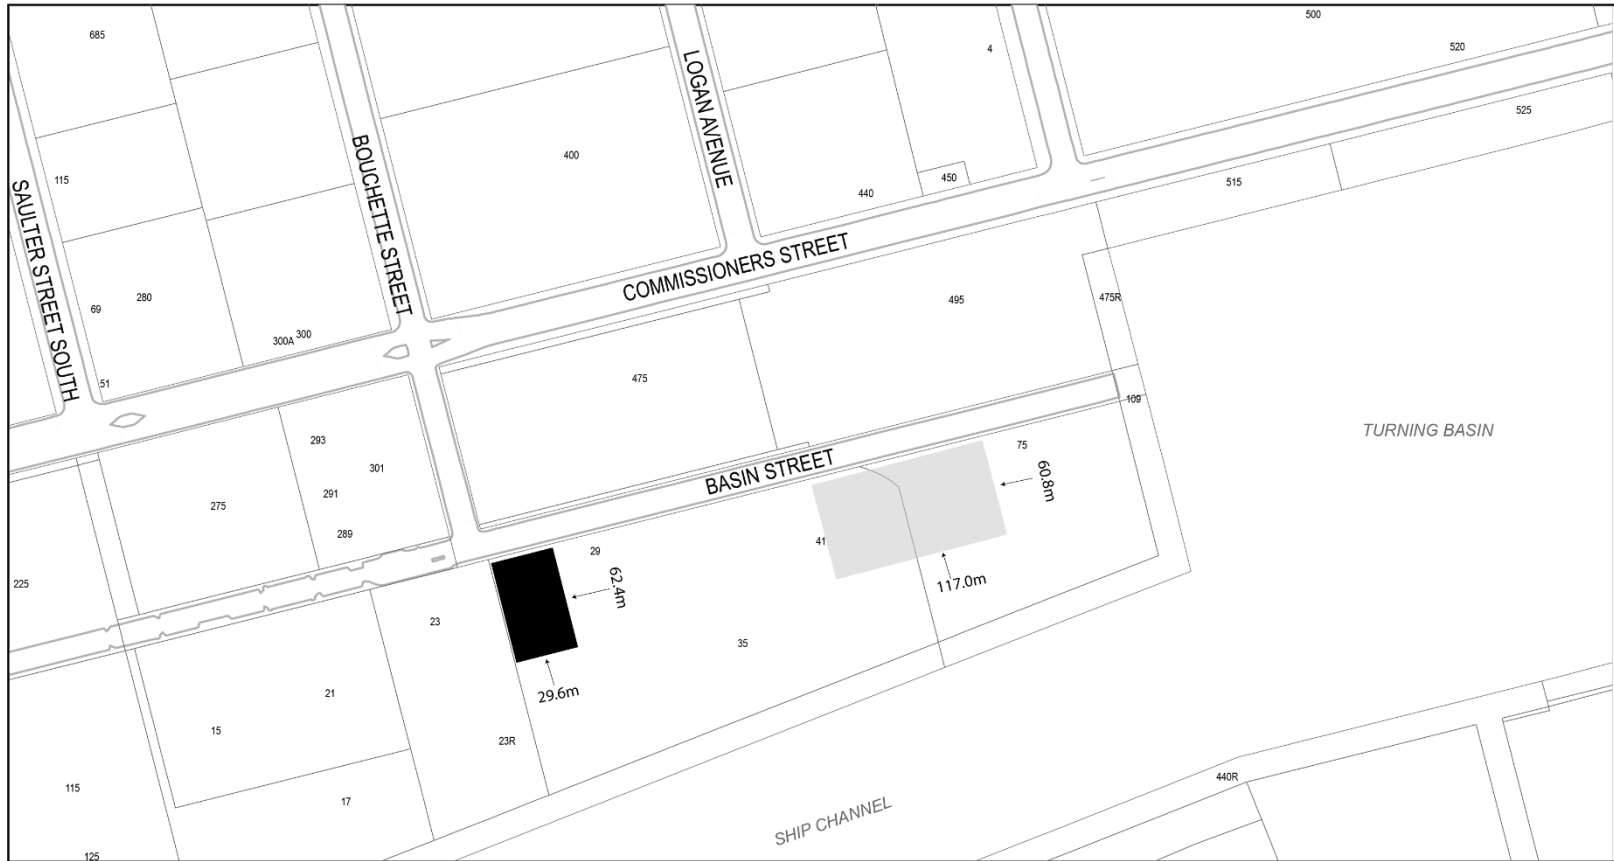 500
685
520
4
525
LOGAN AVENUE
400
BOUCHETTE STREET
450
115
515
440
SAULTER STREET SOUTH
COMMISSIONERS STREET
280
475R
495
69
300
300A
475
51
109
TURNING BASIN
293
75
301
BASIN STREET
60.8m
291
275
289
41
29
225
117.0m
62.4m
23
35
29.6m
21
15
23R
440R
115
17
SHIP CHANNEL
125